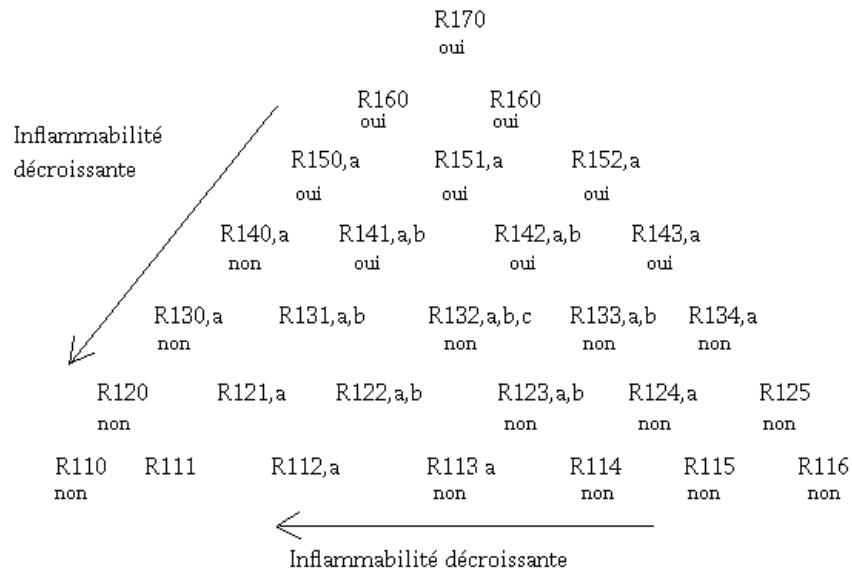 R170
oui
R160 R160
oui oui
Inflammabilité
décroissante
R150,a R151,a R152,a
oui oui oui
R140,a R141,a,b R142,a,b R143,a
non oui oui oui
R130,a R131,a,b R132,a,b,c R133,a,b R134,a
non non non non
R120 R121,a R122,a,b R123,a,b R124,a R125
non non non non
R110 R111 R112,a R113 a R114 R115 R116
non non non non non
Inflammabilité décroissante